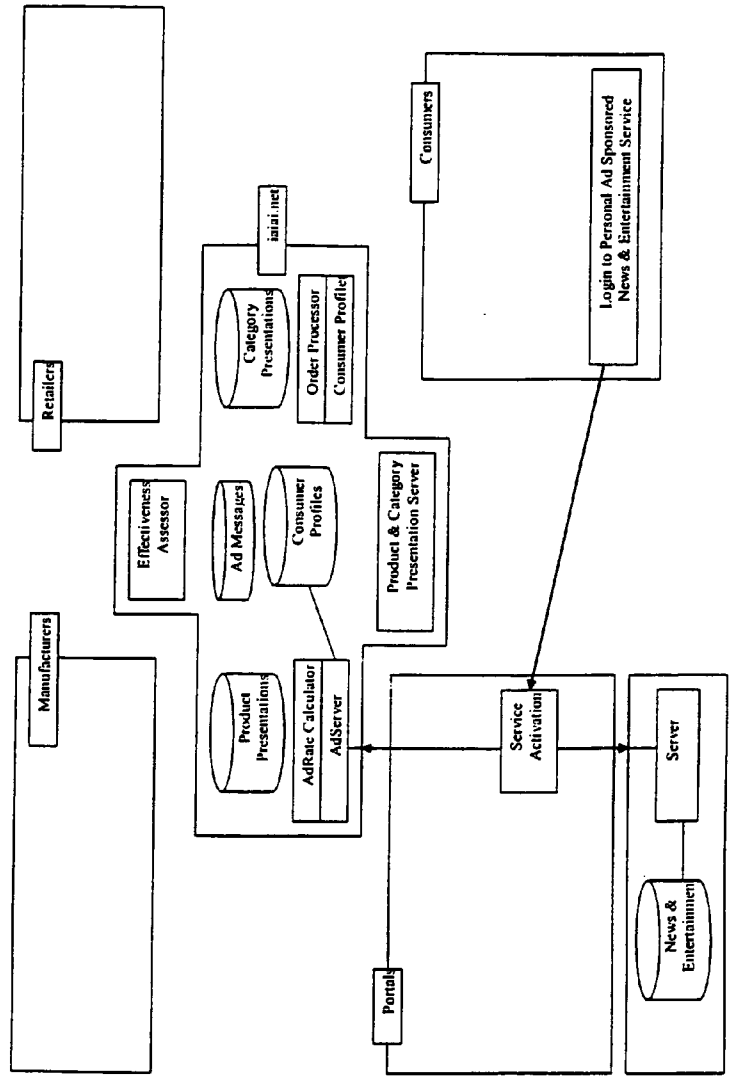 Manufacturers
Retailers
Effectiveness
Assessor
Product
Presentations
Ad Messages
Category
Presentations
iaiai.net
AdRate Calculator
AdServer
Consumer
Profiles
Order Processor
Consumer Profiler
Product & Category
Presentation Server
Portals
Consumers
Service
Activation
Login to Personal Ad Sponsored
News & Entertainment Service
News &
Entertainmen
Server